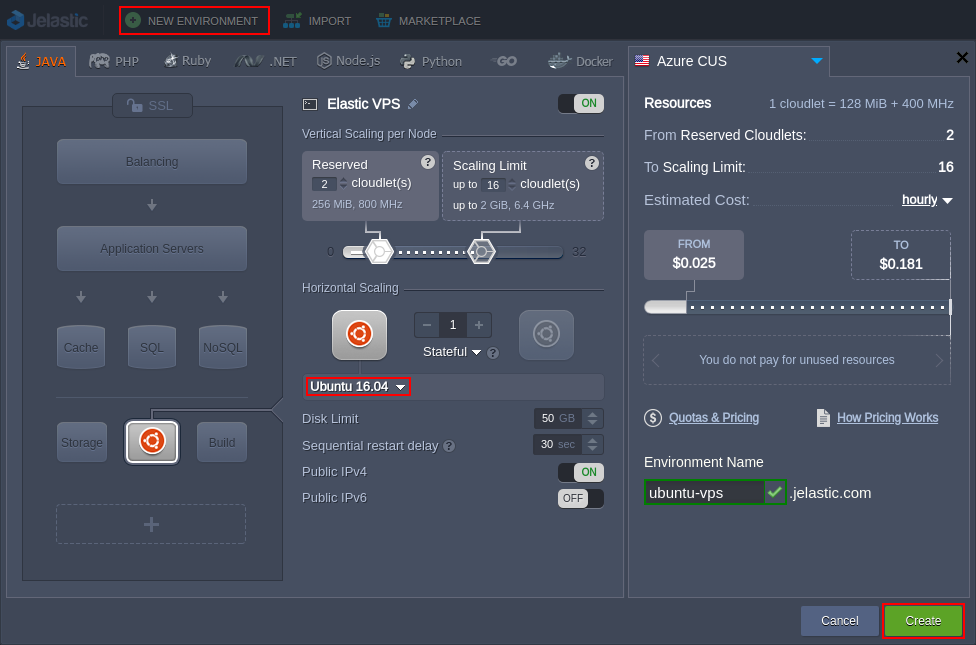 Jelastic
NEW ENVIRONMENT
IMPORT
MARKETPLACE
JAVA
PHP
Ruby
.NET
Node.js
Python
GO
Docker
SSL
Balancing
Application Servers
Cache
SQL
NoSQL
Storage
Build
Elastic VPS
ON
Vertical Scaling per Node
Reserved ?
2 cloudlet(s)
256 MiB, 800 MHz
Scaling Limit ?
up to 16 cloudlet(s)
up to 2 GiB, 6.4 GHz
0
32
Horizontal Scaling
− 1 +
Stateful ?
Ubuntu 16.04
Disk Limit 50 GB
Sequential restart delay ? 30 sec
Public IPv4 ON
Public IPv6 OFF
Azure CUS
Resources 1 cloudlet = 128 MiB + 400 MHz
From Reserved Cloudlets: 2
To Scaling Limit: 16
Estimated Cost: hourly
FROM
$0.025
TO
$0.181
You do not pay for unused resources
$ Quotas & Pricing
How Pricing Works
Environment Name
ubuntu-vps .jelastic.com
Cancel
Create